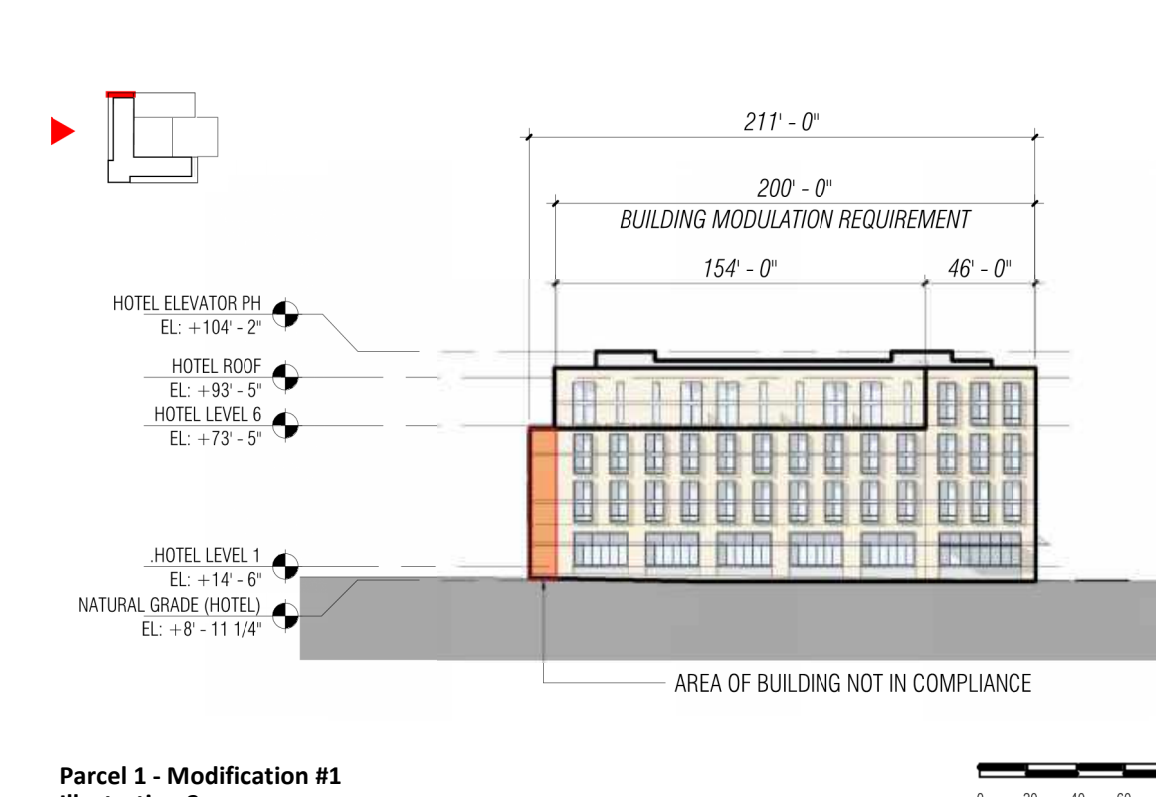 211' - 0"
200' - 0"
BUILDING MODULATION REQUIREMENT
154' - 0"
46' - 0"
HOTEL ELEVATOR PH
EL: +104' - 2"
HOTEL ROOF
EL: +93' - 5"
HOTEL LEVEL 6
EL: +73' - 5"
.HOTEL LEVEL 1
EL: +14' - 6"
NATURAL GRADE (HOTEL)
EL: +8' - 11 1/4"
AREA OF BUILDING NOT IN COMPLIANCE
Parcel 1 - Modification #1